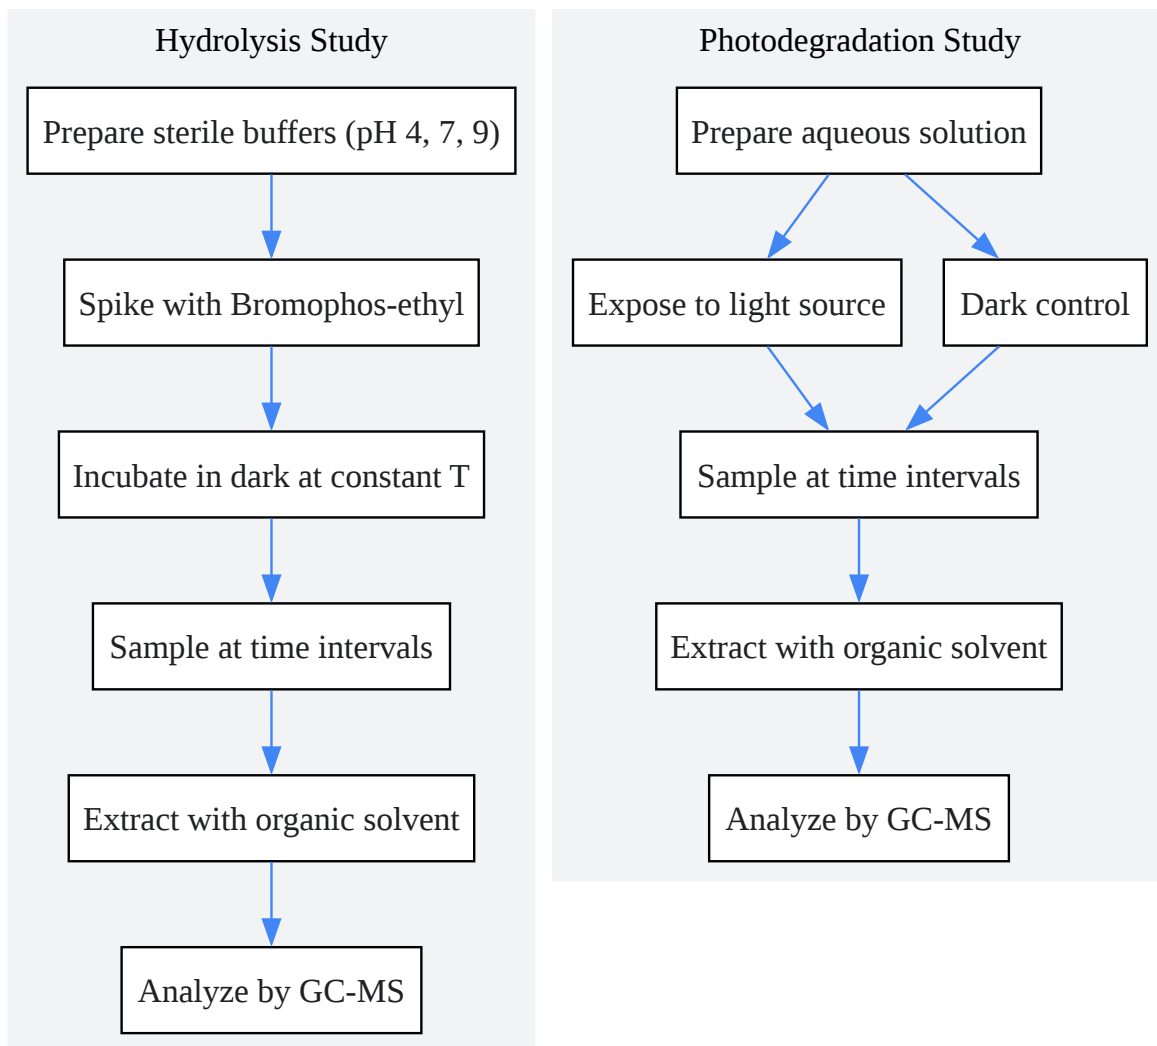 Hydrolysis Study
Prepare sterile buffers (pH 4, 7, 9)
Spike with Bromophos-ethyl
Incubate in dark at constant T
Sample at time intervals
Extract with organic solvent
Analyze by GC-MS
Photodegradation Study
Prepare aqueous solution
Expose to light source
Dark control
Sample at time intervals
Extract with organic solvent
Analyze by GC-MS